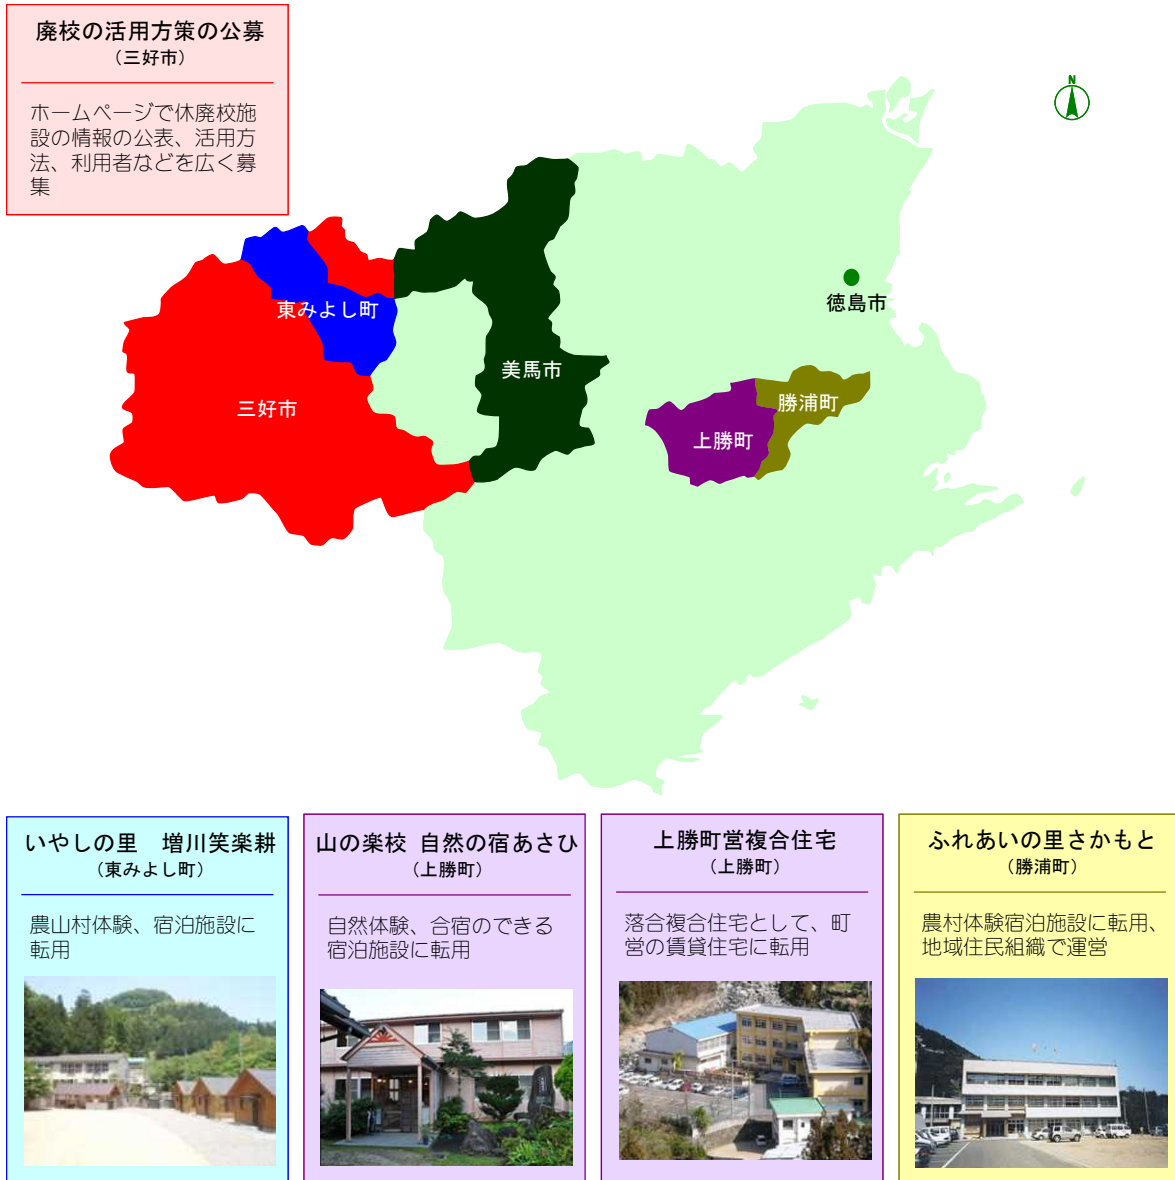 廃校の活用方策の公募
（三好市）
ホームページで休廃校施
設の情報の公表、活用方
法、利用者などを広く募
集
N
徳島市
東みよし町
美馬市
三好市
勝浦町
上勝町
いやしの里　増川笑楽耕
（東みよし町）
農山村体験、宿泊施設に
転用
山の楽校 自然の宿あさひ
（上勝町）
自然体験、合宿のできる
宿泊施設に転用
上勝町営複合住宅
（上勝町）
落合複合住宅として、町
営の賃貸住宅に転用
ふれあいの里さかもと
（勝浦町）
農村体験宿泊施設に転用、
地域住民組織で運営